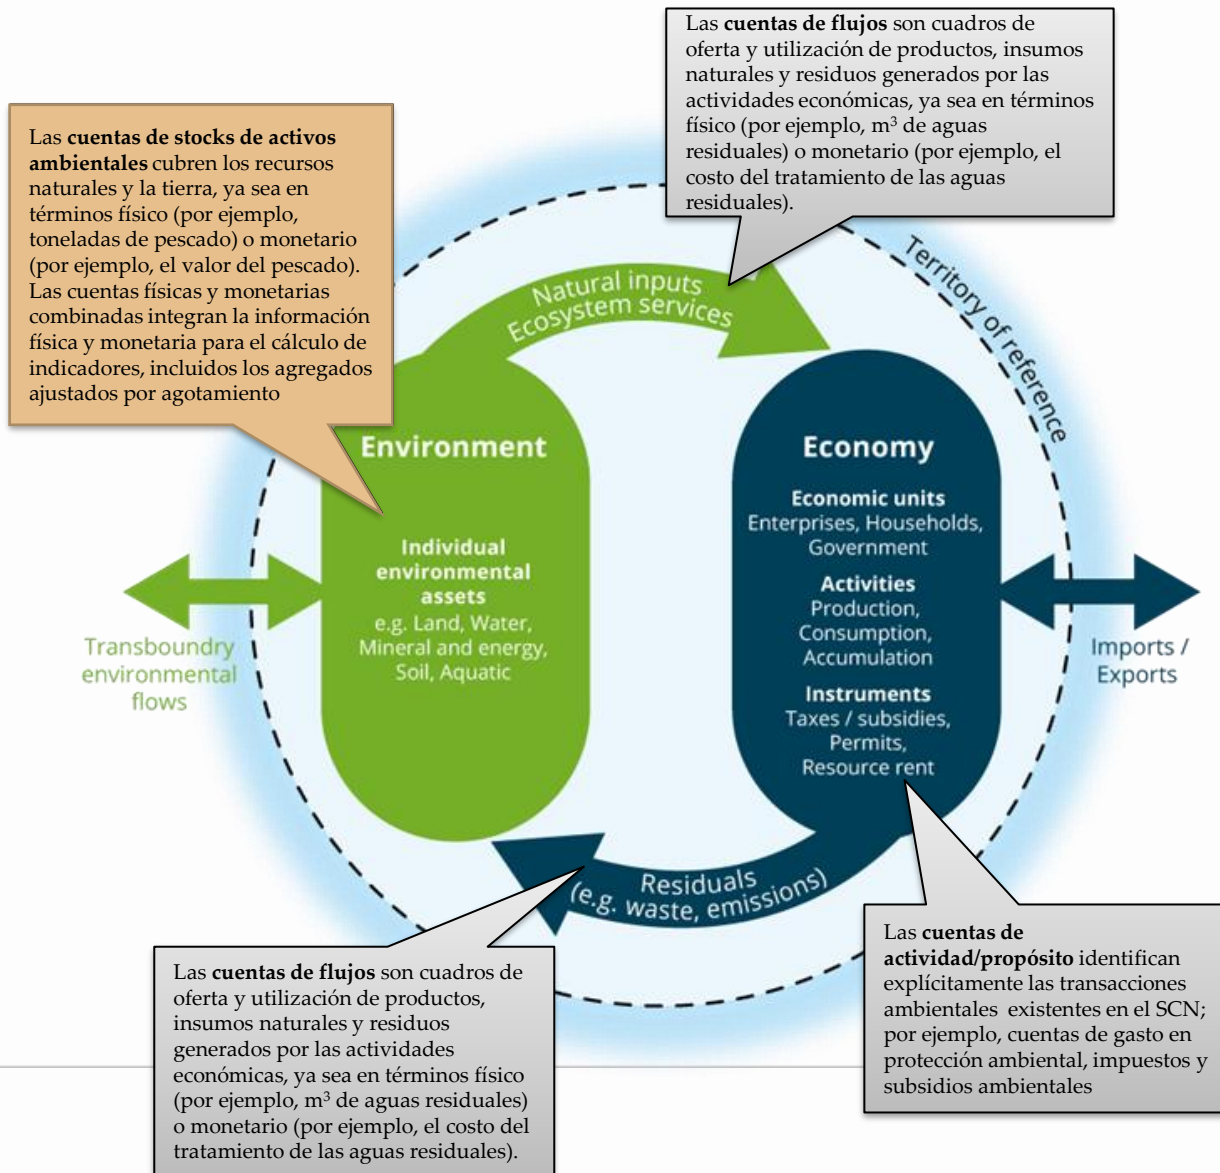 Las cuentas de flujos son cuadros de
oferta y utilización de productos, insumos
naturales y residuos generados por las
actividades económicas, ya sea en términos
físico (por ejemplo, m³ de aguas
residuales) o monetario (por ejemplo, el
costo del tratamiento de las aguas
residuales).
Las cuentas de stocks de activos
ambientales cubren los recursos
naturales y la tierra, ya sea en
términos físico (por ejemplo,
toneladas de pescado) o monetario
(por ejemplo, el valor del pescado).
Las cuentas físicas y monetarias
combinadas integran la información
física y monetaria para el cálculo de
indicadores, incluidos los agregados
ajustados por agotamiento
Natural inputs
Ecosystem services
Territory of reference
Environment
Individual
environmental
assets
e.g. Land, Water,
Mineral and energy,
Soil, Aquatic
Economy
Economic units
Enterprises, Households,
Government
Activities
Production,
Consumption,
Accumulation
Instruments
Taxes / subsidies,
Permits,
Resource rent
Transboundry
environmental
flows
Imports /
Exports
Residuals
(e.g. waste, emissions)
Las cuentas de flujos son cuadros de
oferta y utilización de productos,
insumos naturales y residuos
generados por las actividades
económicas, ya sea en términos físico
(por ejemplo, m³ de aguas residuales)
o monetario (por ejemplo, el costo del
tratamiento de las aguas residuales).
Las cuentas de
actividad/propósito identifican
explícitamente las transacciones
ambientales existentes en el SCN;
por ejemplo, cuentas de gasto en
protección ambiental, impuestos y
subsidios ambientales